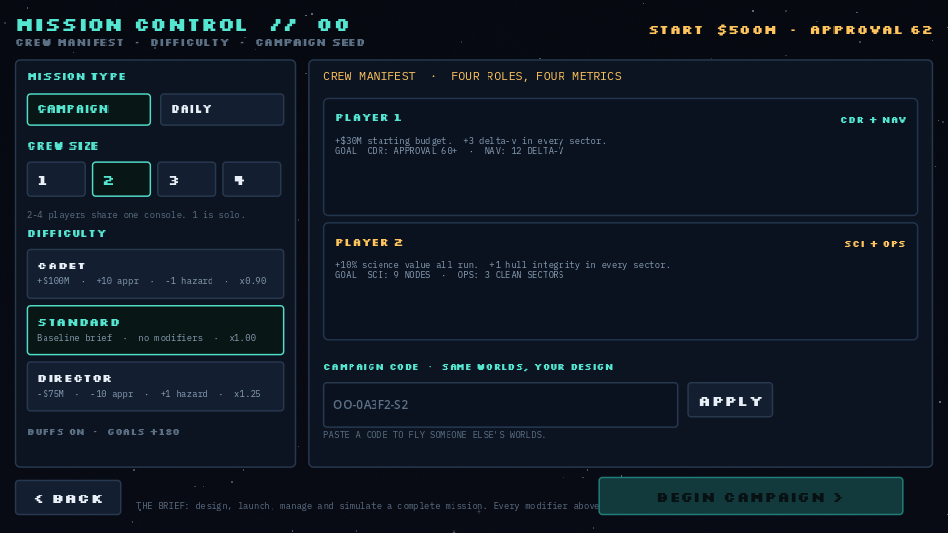 MISSION CONTROL // 00
CREW MANIFEST · DIFFICULTY · CAMPAIGN SEED
START $500M · APPROVAL 62
MISSION TYPE
CAMPAIGN
DAILY
CREW SIZE
1
2
3
4
2-4 players share one console. 1 is solo.
DIFFICULTY
CADET
+$100M · +10 appr · -1 hazard · x0.90
STANDARD
Baseline brief · no modifiers · x1.00
DIRECTOR
-$75M · -10 appr · +1 hazard · x1.25
BUFFS ON · GOALS +180
CREW MANIFEST · FOUR ROLES, FOUR METRICS
PLAYER 1
CDR + NAV
+$30M starting budget. +3 delta-v in every sector.
GOAL CDR: APPROVAL 60+ · NAV: 12 DELTA-V
PLAYER 2
SCI + OPS
+10% science value all run. +1 hull integrity in every sector.
GOAL SCI: 9 NODES · OPS: 3 CLEAN SECTORS
CAMPAIGN CODE · SAME WORLDS, YOUR DESIGN
OO-0A3F2-S2
APPLY
PASTE A CODE TO FLY SOMEONE ELSE'S WORLDS.
< BACK
THE BRIEF: design, launch, manage and simulate a complete mission. Every modifier above
BEGIN CAMPAIGN >